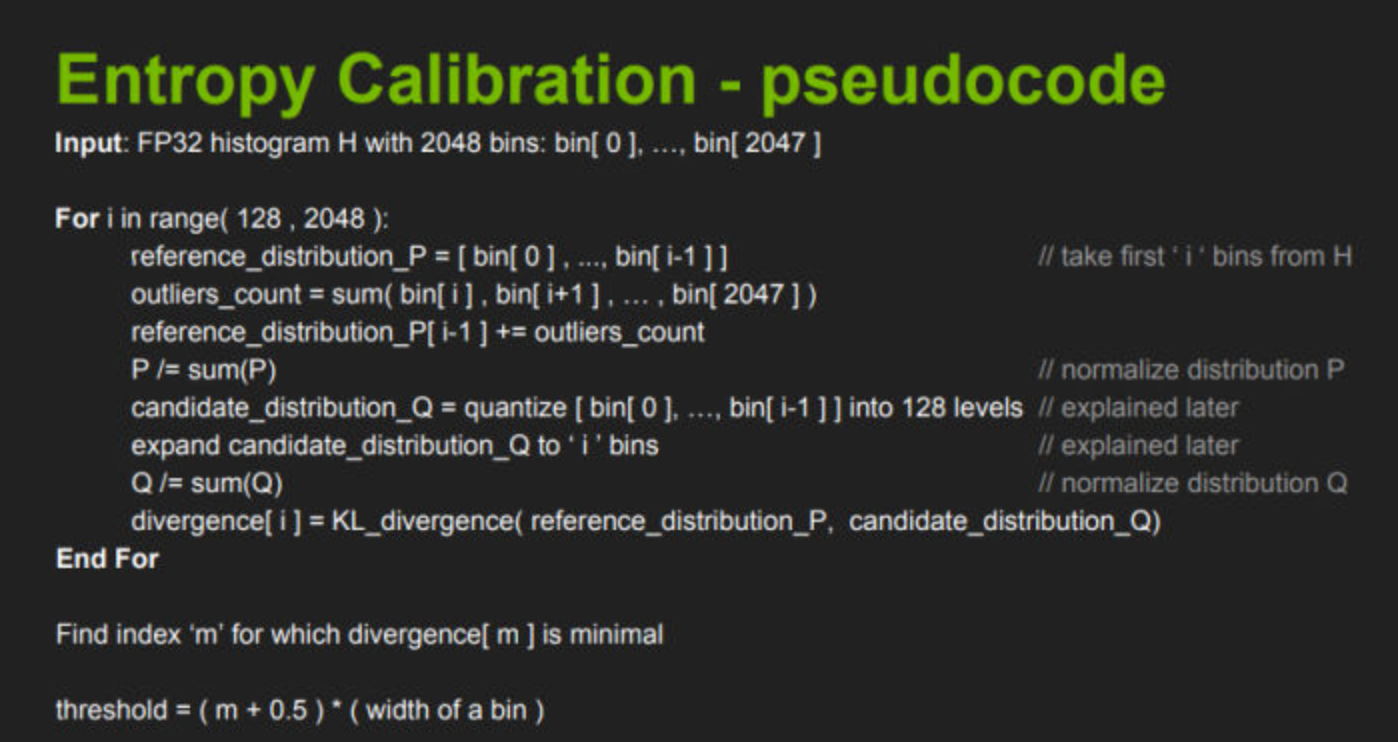 Entropy Calibration - pseudocode
Input: FP32 histogram H with 2048 bins: bin[ 0 ], …, bin[ 2047 ]
For i in range( 128 , 2048 ):
reference_distribution_P = [ bin[ 0 ] , ..., bin[ i-1 ] ] // take first ‘ i ‘ bins from H
outliers_count = sum( bin[ i ] , bin[ i+1 ] , … , bin[ 2047 ] )
reference_distribution_P[ i-1 ] += outliers_count
P /= sum(P) // normalize distribution P
candidate_distribution_Q = quantize [ bin[ 0 ], …, bin[ i-1 ] ] into 128 levels // explained later
expand candidate_distribution_Q to ‘ i ’ bins // explained later
Q /= sum(Q) // normalize distribution Q
divergence[ i ] = KL_divergence( reference_distribution_P, candidate_distribution_Q)
End For
Find index ‘m’ for which divergence[ m ] is minimal
threshold = ( m + 0.5 ) * ( width of a bin )